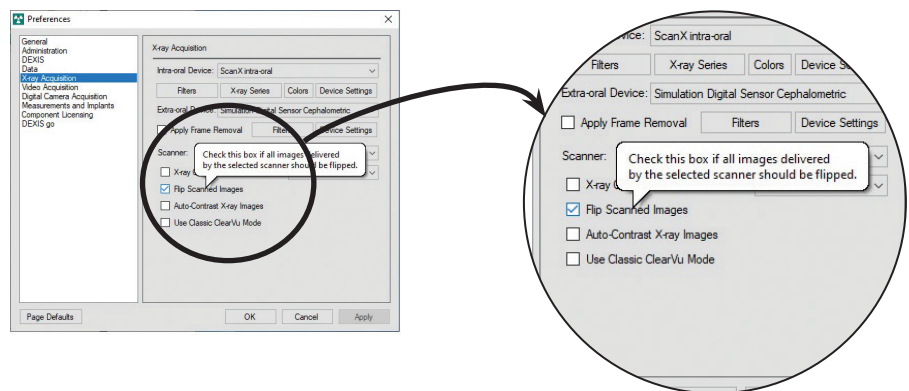 Preferences
General
Administration
DEXIS
Data
X-ray Acquisition
Video Acquisition
Digital Camera Acquisition
Measurements and Implants
Component Licensing
DEXIS go
X-ray Acquisition
Intra-oral Device: ScanX intra-oral
Filters X-ray Series Colors Device Settings
Extra-oral Device: Simulation Digital Sensor Cephalometric
Apply Frame Removal Filters Device Settings
Scanner:
Check this box if all images delivered
by the selected scanner should be flipped.
X-ray
Flip Scanned Images
Auto-Contrast X-ray Images
Use Classic ClearVu Mode
Page Defaults OK Cancel Apply
ScanX intra-oral
Filters X-ray Series Colors Device
Extra-oral Device: Simulation Digital Sensor Cephalometric
Apply Frame Removal Filters Device Settings
Scanner:
Check this box if all images delivered
by the selected scanner should be flipped.
X-ray
Flip Scanned Images
Auto-Contrast X-ray Images
Use Classic ClearVu Mode